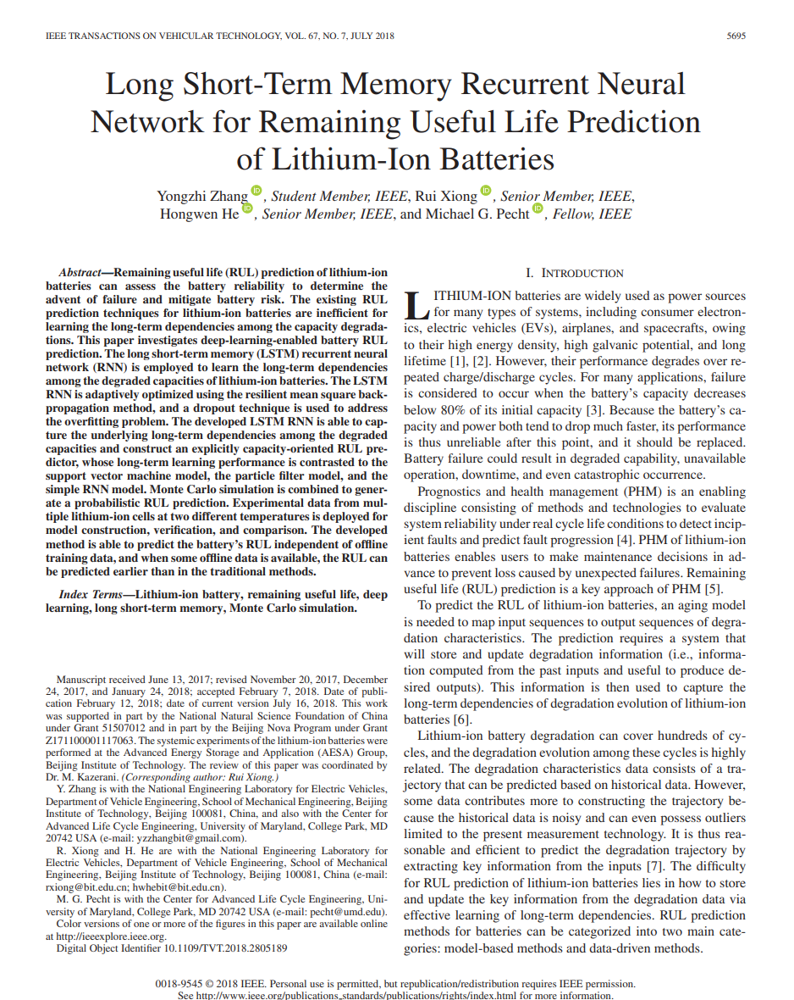 IEEE TRANSACTIONS ON VEHICULAR TECHNOLOGY, VOL. 67, NO. 7, JULY 2018
5695
Long Short-Term Memory Recurrent Neural
Network for Remaining Useful Life Prediction
of Lithium-Ion Batteries
Yongzhi Zhang iD, Student Member, IEEE, Rui Xiong iD, Senior Member, IEEE,
Hongwen He iD, Senior Member, IEEE, and Michael G. Pecht iD, Fellow, IEEE
Abstract—Remaining useful life (RUL) prediction of lithium-ion
batteries can assess the battery reliability to determine the
advent of failure and mitigate battery risk. The existing RUL
prediction techniques for lithium-ion batteries are inefficient for
learning the long-term dependencies among the capacity degrada-
tions. This paper investigates deep-learning-enabled battery RUL
prediction. The long short-term memory (LSTM) recurrent neural
network (RNN) is employed to learn the long-term dependencies
among the degraded capacities of lithium-ion batteries. The LSTM
RNN is adaptively optimized using the resilient mean square back-
propagation method, and a dropout technique is used to address
the overfitting problem. The developed LSTM RNN is able to cap-
ture the underlying long-term dependencies among the degraded
capacities and construct an explicitly capacity-oriented RUL pre-
dictor, whose long-term learning performance is contrasted to the
support vector machine model, the particle filter model, and the
simple RNN model. Monte Carlo simulation is combined to gener-
ate a probabilistic RUL prediction. Experimental data from mul-
tiple lithium-ion cells at two different temperatures is deployed for
model construction, verification, and comparison. The developed
method is able to predict the battery's RUL independent of offline
training data, and when some offline data is available, the RUL can
be predicted earlier than in the traditional methods.
Index Terms—Lithium-ion battery, remaining useful life, deep
learning, long short-term memory, Monte Carlo simulation.
Manuscript received June 13, 2017; revised November 20, 2017, December
24, 2017, and January 24, 2018; accepted February 7, 2018. Date of publi-
cation February 12, 2018; date of current version July 16, 2018. This work
was supported in part by the National Natural Science Foundation of China
under Grant 51507012 and in part by the Beijing Nova Program under Grant
Z171100001117063. The systemic experiments of the lithium-ion batteries were
performed at the Advanced Energy Storage and Application (AESA) Group,
Beijing Institute of Technology. The review of this paper was coordinated by
Dr. M. Kazerani. (Corresponding author: Rui Xiong.)
Y. Zhang is with the National Engineering Laboratory for Electric Vehicles,
Department of Vehicle Engineering, School of Mechanical Engineering, Beijing
Institute of Technology, Beijing 100081, China, and also with the Center for
Advanced Life Cycle Engineering, University of Maryland, College Park, MD
20742 USA (e-mail: yzzhangbit@gmail.com).
R. Xiong and H. He are with the National Engineering Laboratory for
Electric Vehicles, Department of Vehicle Engineering, School of Mechanical
Engineering, Beijing Institute of Technology, Beijing 100081, China (e-mail:
rxiong@bit.edu.cn; hwhebit@bit.edu.cn).
M. G. Pecht is with the Center for Advanced Life Cycle Engineering, Uni-
versity of Maryland, College Park, MD 20742 USA (e-mail: pecht@umd.edu).
Color versions of one or more of the figures in this paper are available online
at http://ieeexplore.ieee.org.
Digital Object Identifier 10.1109/TVT.2018.2805189
I. INTRODUCTION
LITHIUM-ION batteries are widely used as power sources
for many types of systems, including consumer electron-
ics, electric vehicles (EVs), airplanes, and spacecrafts, owing
to their high energy density, high galvanic potential, and long
lifetime [1], [2]. However, their performance degrades over re-
peated charge/discharge cycles. For many applications, failure
is considered to occur when the battery's capacity decreases
below 80% of its initial capacity [3]. Because the battery's ca-
pacity and power both tend to drop much faster, its performance
is thus unreliable after this point, and it should be replaced.
Battery failure could result in degraded capability, unavailable
operation, downtime, and even catastrophic occurrence.
Prognostics and health management (PHM) is an enabling
discipline consisting of methods and technologies to evaluate
system reliability under real cycle life conditions to detect incip-
ient faults and predict fault progression [4]. PHM of lithium-ion
batteries enables users to make maintenance decisions in ad-
vance to prevent loss caused by unexpected failures. Remaining
useful life (RUL) prediction is a key approach of PHM [5].
To predict the RUL of lithium-ion batteries, an aging model
is needed to map input sequences to output sequences of degra-
dation characteristics. The prediction requires a system that
will store and update degradation information (i.e., informa-
tion computed from the past inputs and useful to produce de-
sired outputs). This information is then used to capture the
long-term dependencies of degradation evolution of lithium-ion
batteries [6].
Lithium-ion battery degradation can cover hundreds of cy-
cles, and the degradation evolution among these cycles is highly
related. The degradation characteristics data consists of a tra-
jectory that can be predicted based on historical data. However,
some data contributes more to constructing the trajectory be-
cause the historical data is noisy and can even possess outliers
limited to the present measurement technology. It is thus rea-
sonable and efficient to predict the degradation trajectory by
extracting key information from the inputs [7]. The difficulty
for RUL prediction of lithium-ion batteries lies in how to store
and update the key information from the degradation data via
effective learning of long-term dependencies. RUL prediction
methods for batteries can be categorized into two main cate-
gories: model-based methods and data-driven methods.
0018-9545 © 2018 IEEE. Personal use is permitted, but republication/redistribution requires IEEE permission.
See http://www.ieee.org/publications_standards/publications/rights/index.html for more information.